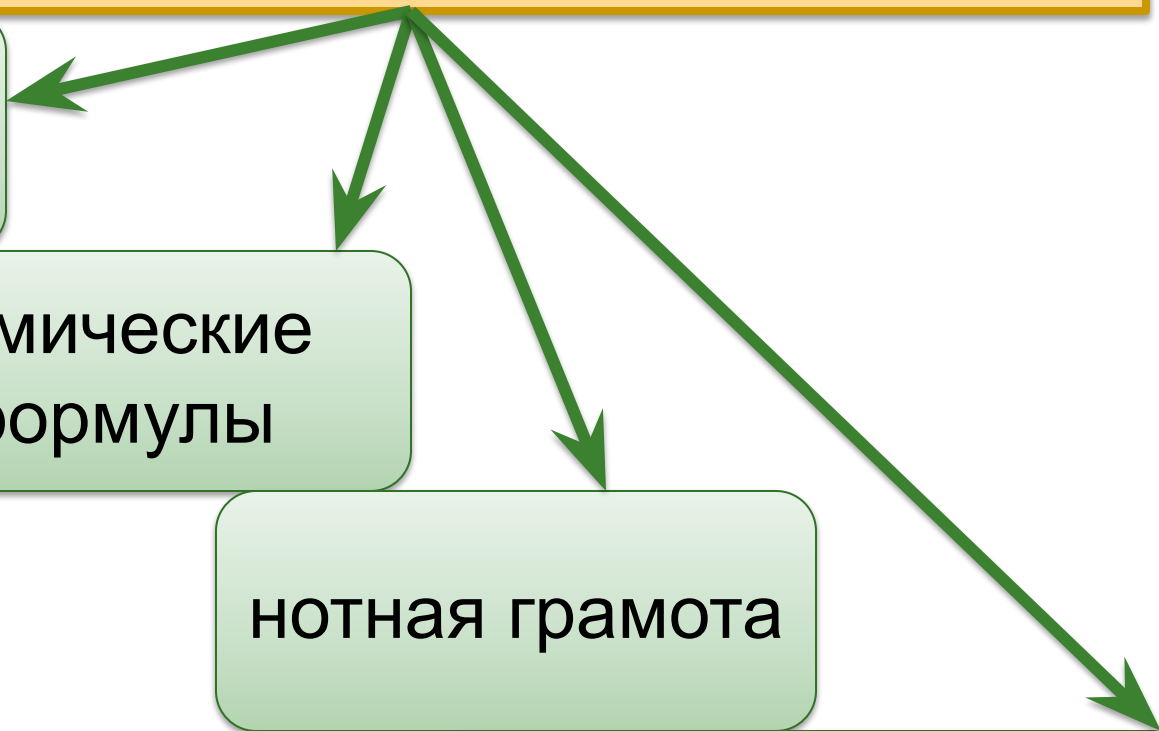 мические
ормулы
нотная грамота